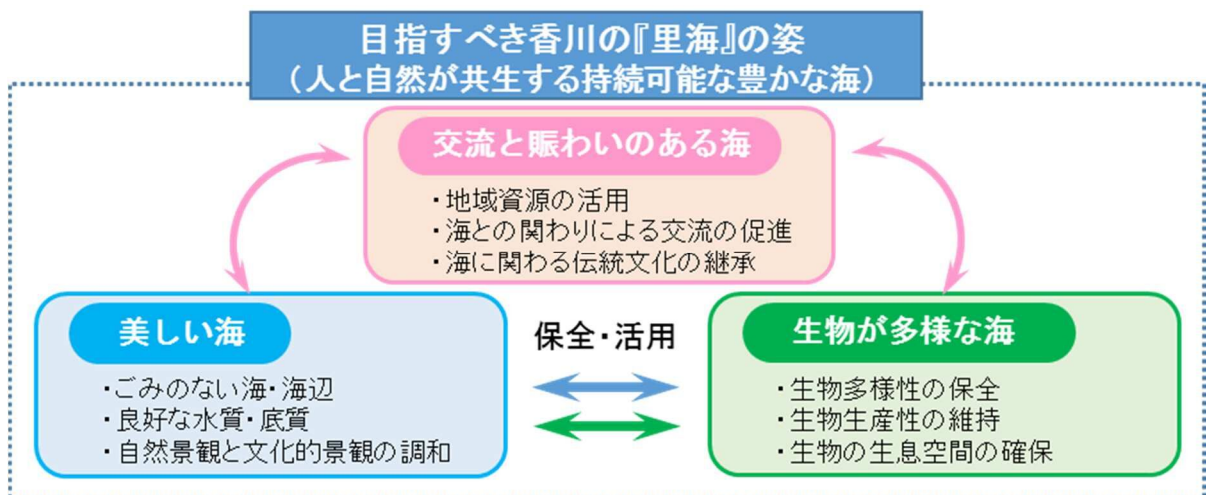 目指すべき香川の『里海』の姿
（人と自然が共生する持続可能な豊かな海）
交流と賑わいのある海
・地域資源の活用
・海との関わりによる交流の促進
・海に関わる伝統文化の継承
美しい海
・ごみのない海・海辺
・良好な水質・底質
・自然景観と文化的景観の調和
保全・活用
生物が多様な海
・生物多様性の保全
・生物生産性の維持
・生物の生息空間の確保